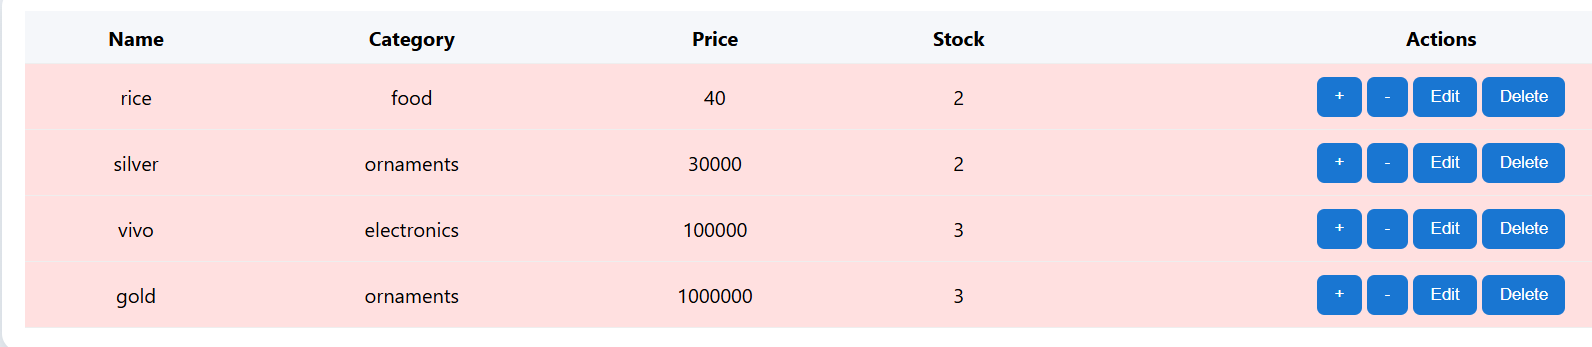 Name Category Price Stock Actions
rice food 40 2 + - Edit Delete
silver ornaments 30000 2 + - Edit Delete
vivo electronics 100000 3 + - Edit Delete
gold ornaments 1000000 3 + - Edit Delete